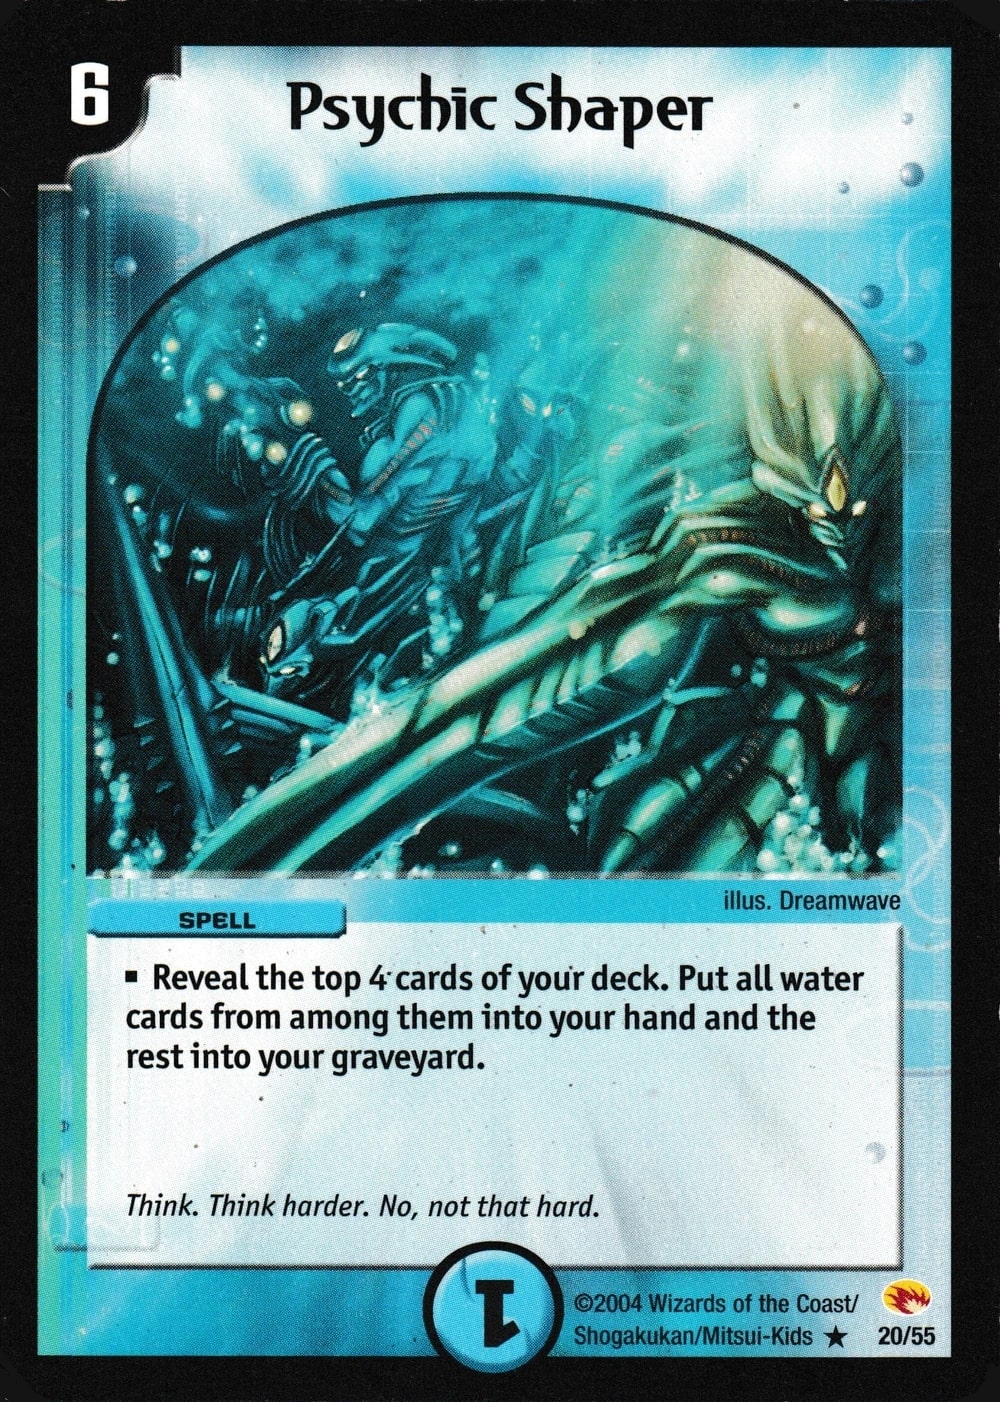 6
Psychic Shaper
illus. Dreamwave
SPELL
▪ Reveal the top 4 cards of your deck. Put all water
cards from among them into your hand and the
rest into your graveyard.
Think. Think harder. No, not that hard.
1
©2004 Wizards of the Coast/
Shogakukan/Mitsui-Kids ★ 20/55